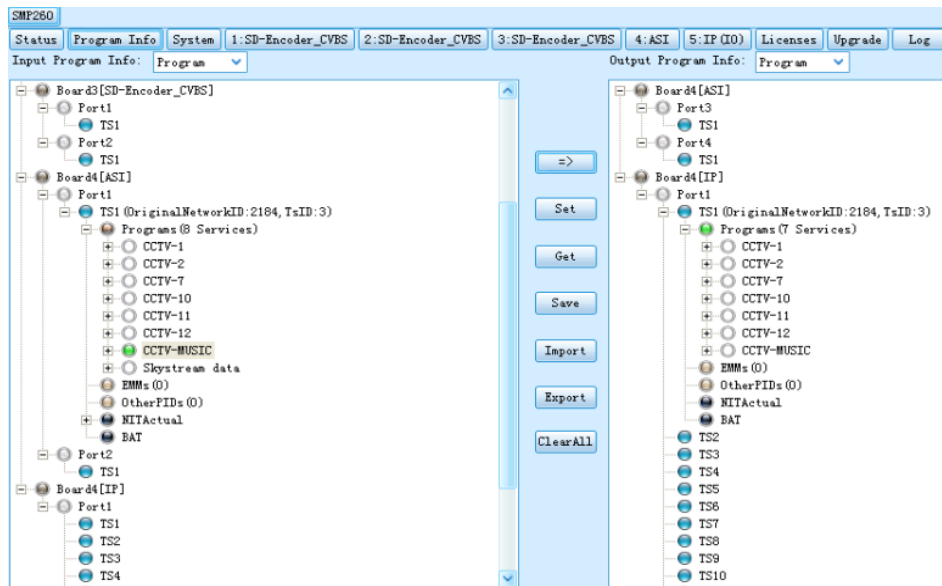 SMP260
Status Program Info System 1:SD-Encoder_CVBS 2:SD-Encoder_CVBS 3:SD-Encoder_CVBS 4:ASI 5:IP(IO) Licenses Upgrade Log
Input Program Info: Program
Board3[SD-Encoder_CVBS]
Port1
TS1
Port2
TS1
Board4[ASI]
Port1
TS1(OriginalNetworkID:2184,TsID:3)
Programs(8 Services)
CCTV-1
CCTV-2
CCTV-7
CCTV-10
CCTV-11
CCTV-12
CCTV-MUSIC
Skystream data
EMMs(0)
OtherPIDs(0)
NITActual
BAT
Port2
TS1
Board4[IP]
Port1
TS1
TS2
TS3
TS4
=>
Set
Get
Save
Import
Export
ClearAll
Output Program Info: Program
Board4[ASI]
Port3
TS1
Port4
TS1
Board4[IP]
Port1
TS1(OriginalNetworkID:2184,TsID:3)
Programs(7 Services)
CCTV-1
CCTV-2
CCTV-7
CCTV-10
CCTV-11
CCTV-12
CCTV-MUSIC
EMMs(0)
OtherPIDs(0)
NITActual
BAT
TS2
TS3
TS4
TS5
TS6
TS7
TS8
TS9
TS10